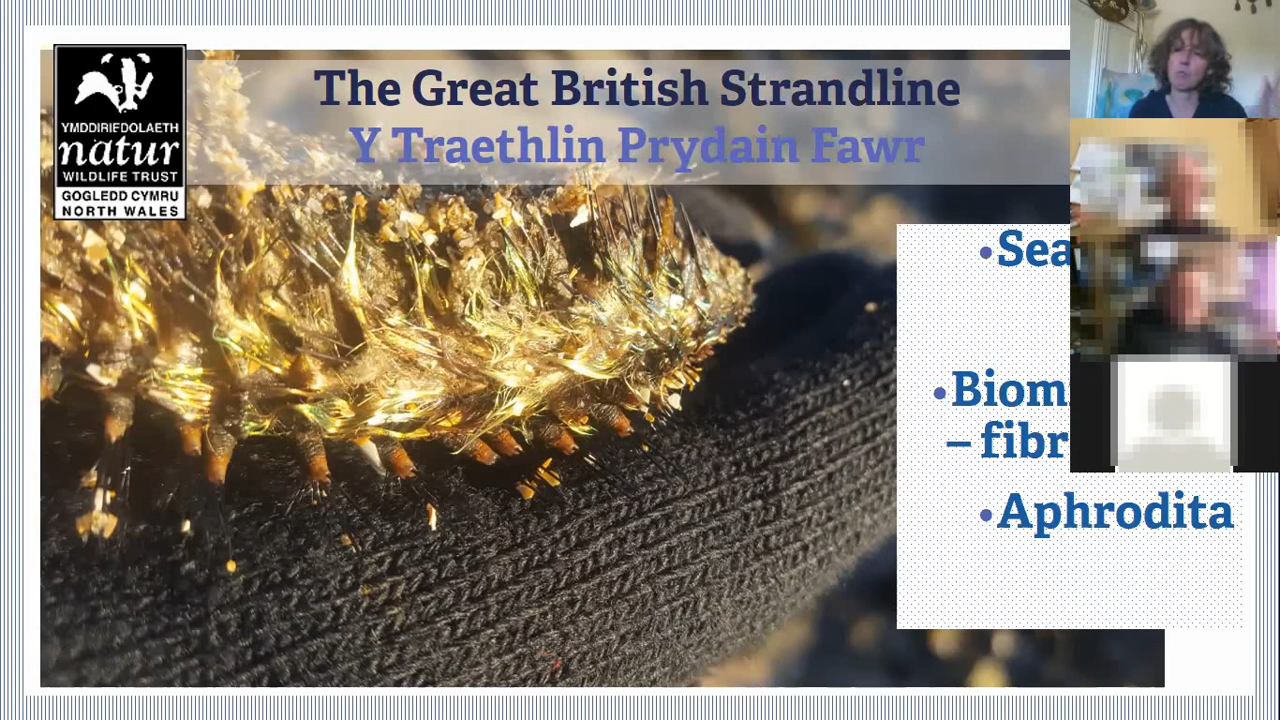 The Great British Strandline
Y Traethlin Prydain Fawr
YMDDIRIEDOLAETH
natur
WILDLIFE TRUST
GOGLEDD CYMRU
NORTH WALES
•Sea
•Biom
– fibr
•Aphrodita